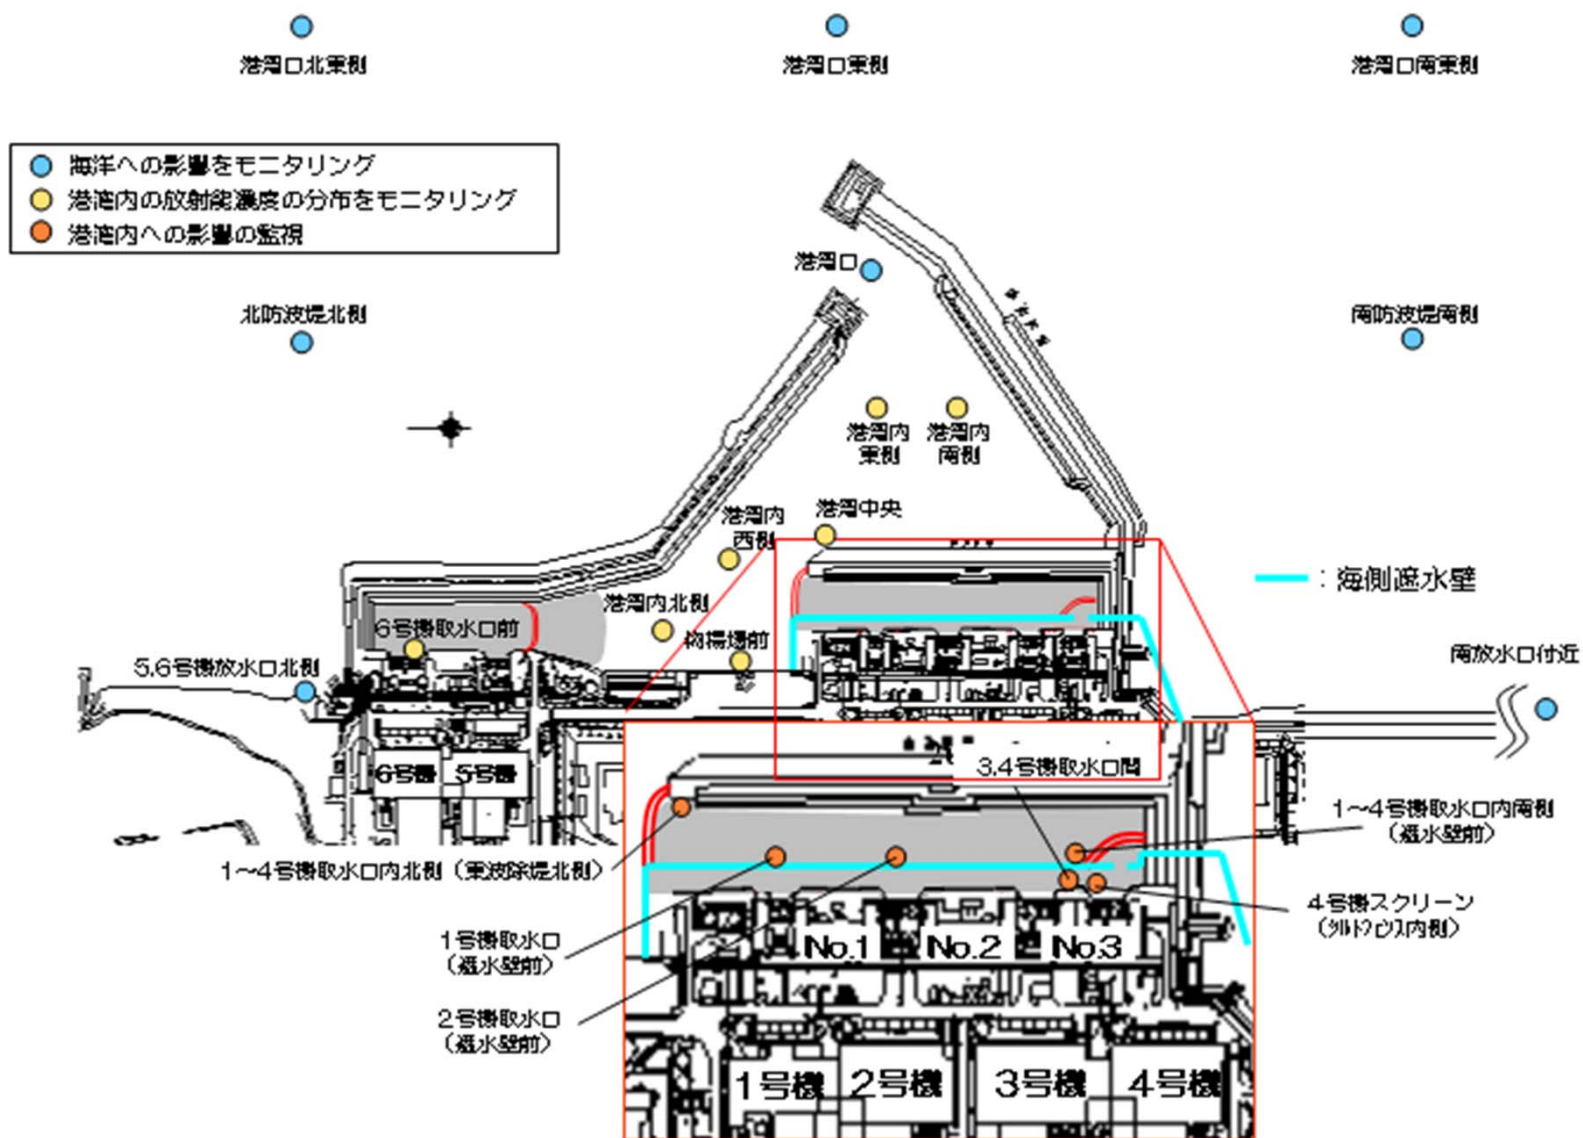 港湾口北東側
港湾口東側
港湾口南東側
海洋への影響をモニタリング
港湾内の放射能濃度の分布をモニタリング
港湾内への影響の監視
港湾口
北防波堤北側
南防波堤南側
港湾内
東側
港湾内
南側
港湾内
西側
港湾中央
:海側遮水壁
港湾内北側
物揚場前
6号機取水口前
5,6号機放水口北側
南放水口付近
6号機
5号機
3,4号機取水口間
1～4号機取水口内南側
（遮水壁前）
1～4号機取水口内北側（東波除堤北側）
4号機スクリーン
（シルトフェンス内側）
1号機取水口
（遮水壁前）
No.1
No.2
No.3
2号機取水口
（遮水壁前）
1号機
2号機
3号機
4号機